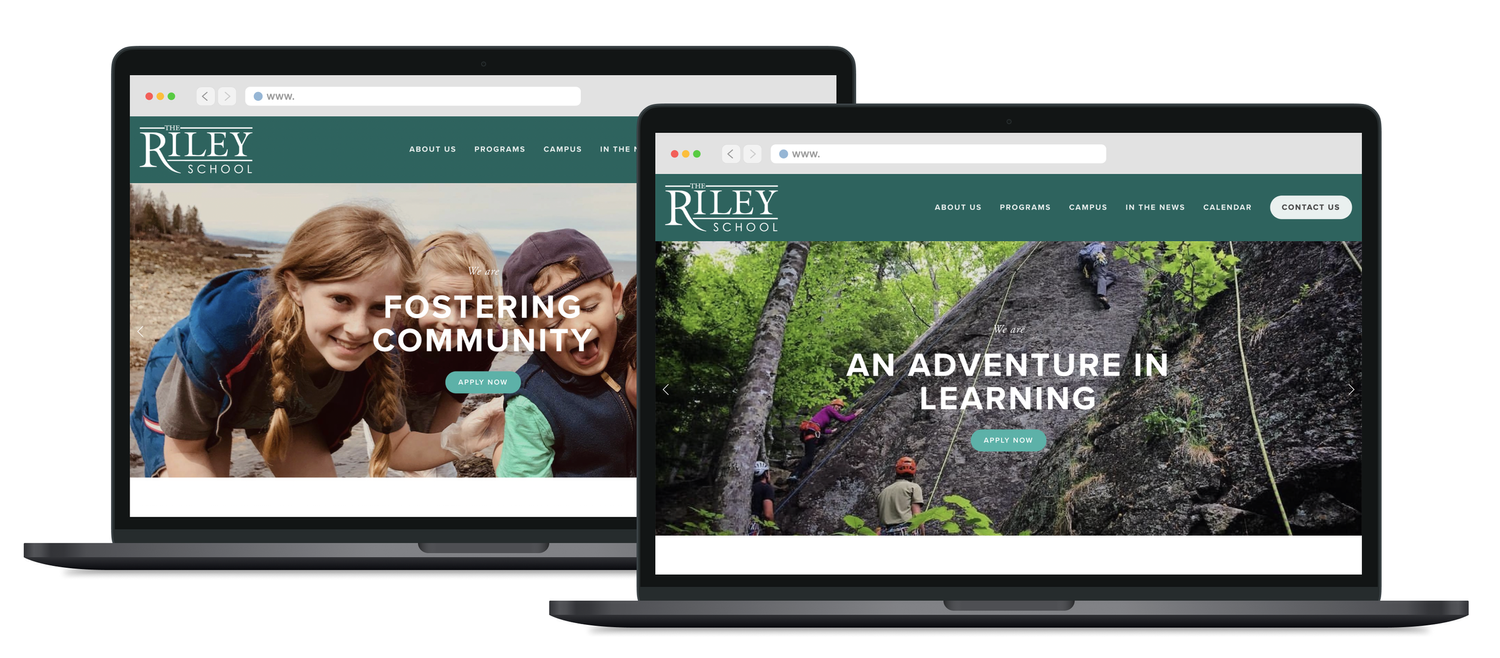 www.
THE
RILEY
SCHOOL
ABOUT US PROGRAMS CAMPUS IN THE
We are
FOSTERING
COMMUNITY
APPLY NOW
www.
THE
RILEY
SCHOOL
ABOUT US PROGRAMS CAMPUS IN THE NEWS CALENDAR CONTACT US
We are
AN ADVENTURE IN
LEARNING
APPLY NOW